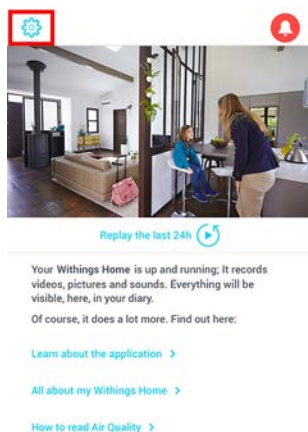 Replay the last 24h
Your Withings Home is up and running; It records
videos, pictures and sounds. Everything will be
visible, here, in your diary.
Of course, it does a lot more. Find out here:
Learn about the application >
All about my Withings Home >
How to read Air Quality >